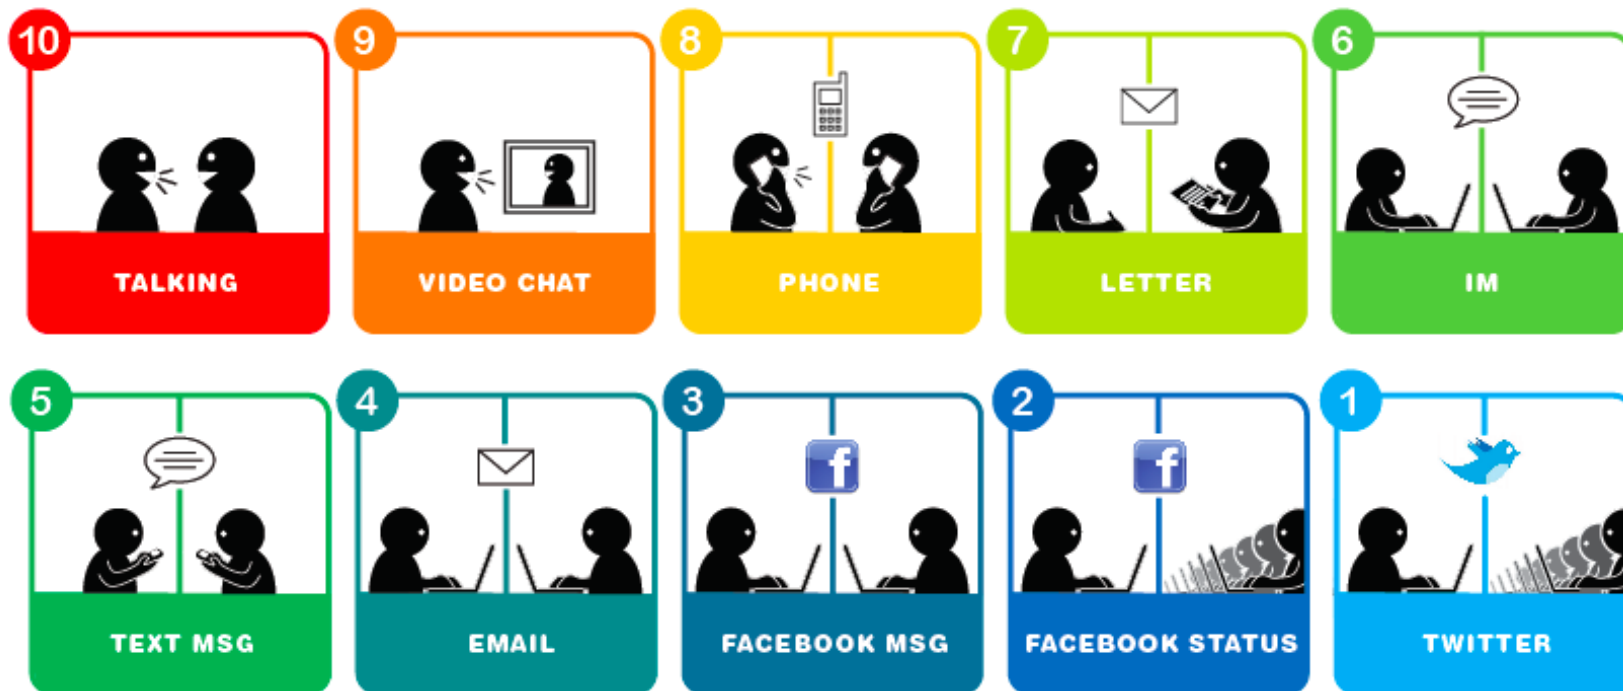 10
TALKING
9
VIDEO CHAT
8
PHONE
7
LETTER
6
IM
5
TEXT MSG
4
EMAIL
3
f
FACEBOOK MSG
2
f
FACEBOOK STATUS
1
TWITTER